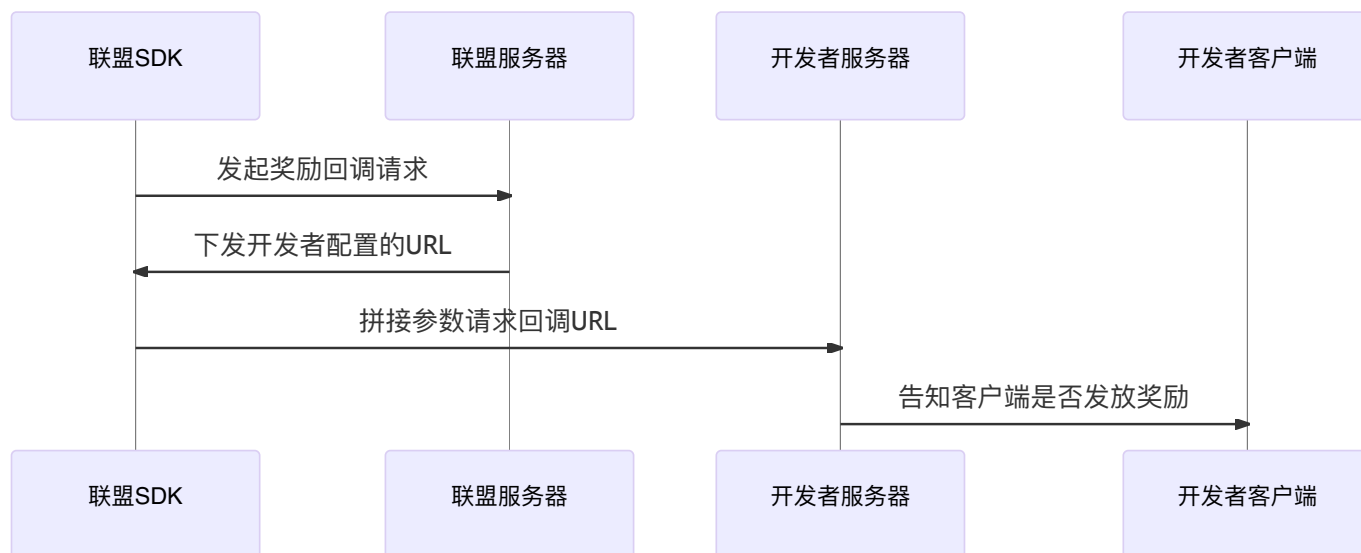 联盟SDK
联盟服务器
开发者服务器
开发者客户端
发起奖励回调请求
下发开发者配置的URL
拼接参数请求回调URL
告知客户端是否发放奖励
联盟SDK
联盟服务器
开发者服务器
开发者客户端